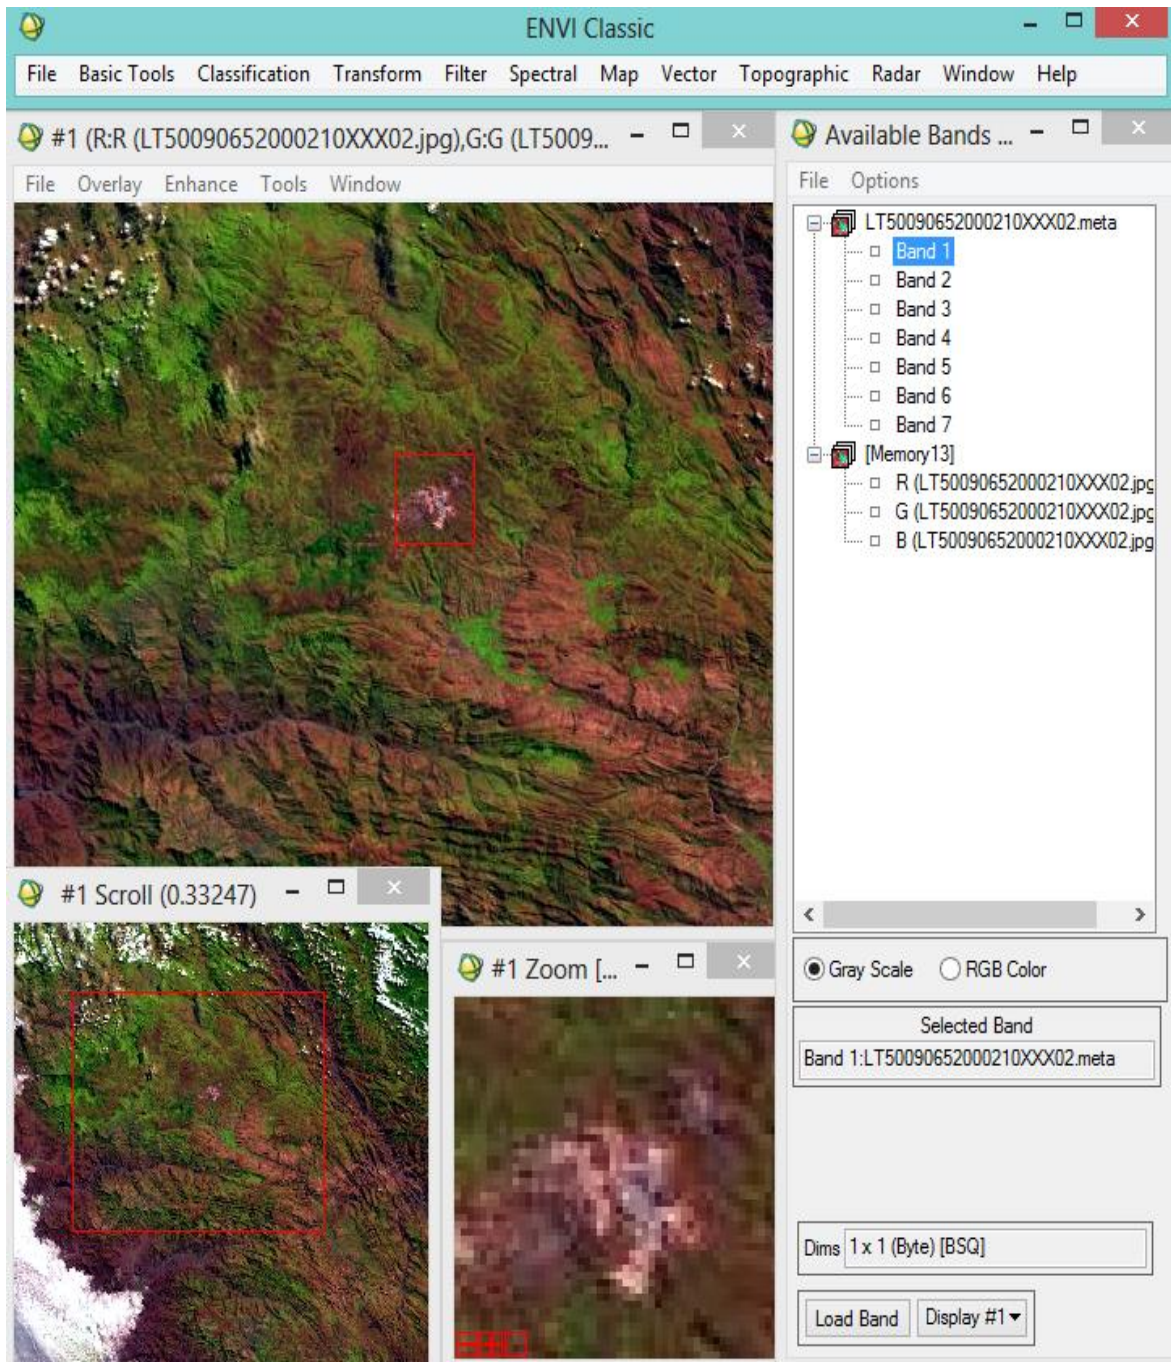 ENVI Classic
File Basic Tools Classification Transform Filter Spectral Map Vector Topographic Radar Window Help
#1 (R:R (LT50090652000210XXX02.jpg),G:G (LT5009...
File Overlay Enhance Tools Window
Available Bands ...
File Options
LT50090652000210XXX02.meta
Band 1
Band 2
Band 3
Band 4
Band 5
Band 6
Band 7
[Memory13]
R (LT50090652000210XXX02.jpg
G (LT50090652000210XXX02.jpg
B (LT50090652000210XXX02.jpg
#1 Scroll (0.33247)
#1 Zoom [...
Gray Scale RGB Color
Selected Band
Band 1:LT50090652000210XXX02.meta
Dims 1 x 1 (Byte) [BSQ]
Load Band Display #1